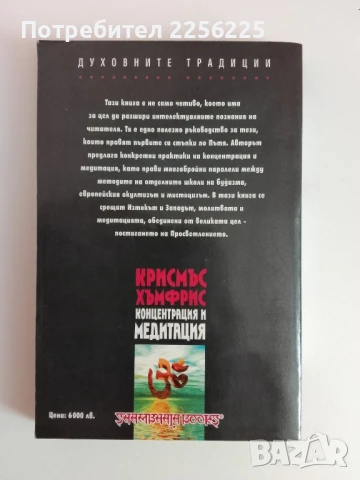 Потребител 2256255
ДУХОВНИТЕ ТРАДИЦИИ
Тази книга е не само четиво, което има
за цел да разшири интелектуалните познания на
читателя. Тя е едно полезно ръководство за тези,
които правят първите си стъпки по Пътя. Авторът
предлага конкретни практики на концентрация и
медитация, като прави многобройни паралели между
методите на отделните школи на будизма,
европейския окултизъм и мистицизъм. В тази книга се
срещат Изтокът и Западът, молитвата и
медитацията, обединени от великата цел -
постигането на Просветлението.
КРИСМЪС
ХЪМФРИС
КОНЦЕНТРАЦИЯ И
МЕДИТАЦИЯ
Цена: 6000 лв.
SHAMBHALA BOOKS®
BAZAR